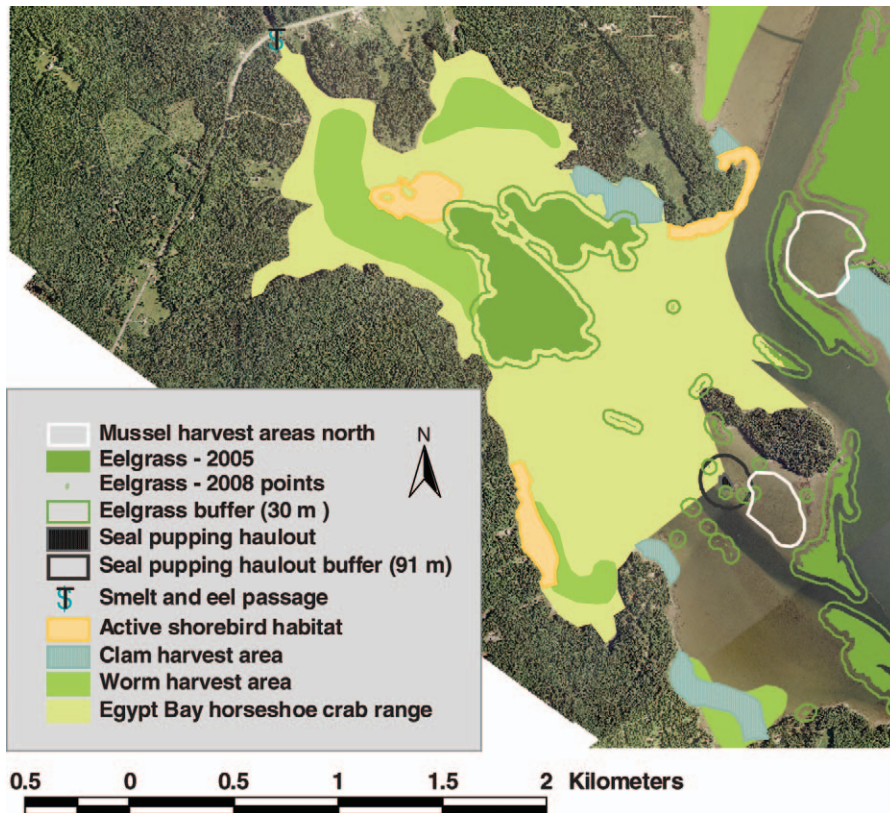 Mussel harvest areas north
Eelgrass - 2005
Eelgrass - 2008 points
Eelgrass buffer (30 m )
Seal pupping haulout
Seal pupping haulout buffer (91 m)
Smelt and eel passage
Active shorebird habitat
Clam harvest area
Worm harvest area
Egypt Bay horseshoe crab range
N
0.5 0 0.5 1 1.5 2 Kilometers